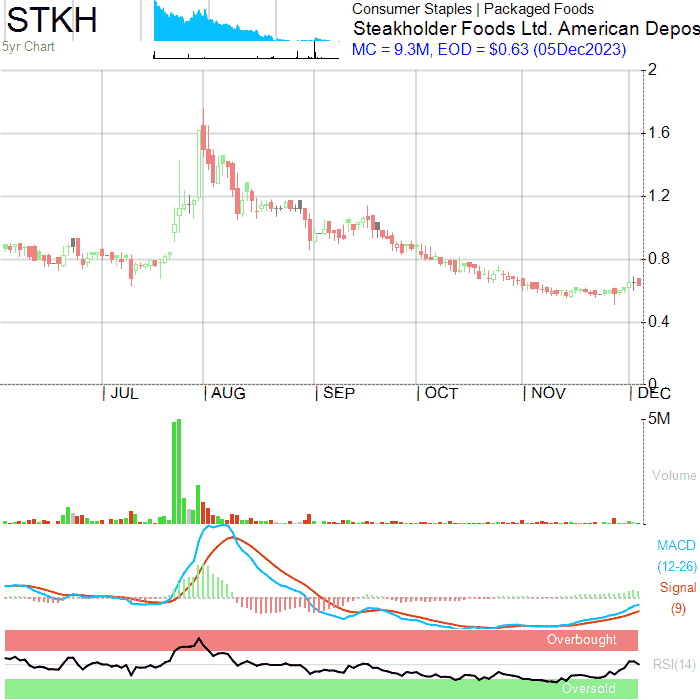 STKH
5yr Chart
Consumer Staples | Packaged Foods
Steakholder Foods Ltd. American Depos
MC = 9.3M, EOD = $0.63 (05Dec2023)
2
1.6
1.2
0.8
0.4
0
JUL AUG SEP OCT NOV DEC
5M
Volume
MACD
(12-26)
Signal
(9)
Overbought
RSI(14)
Oversold